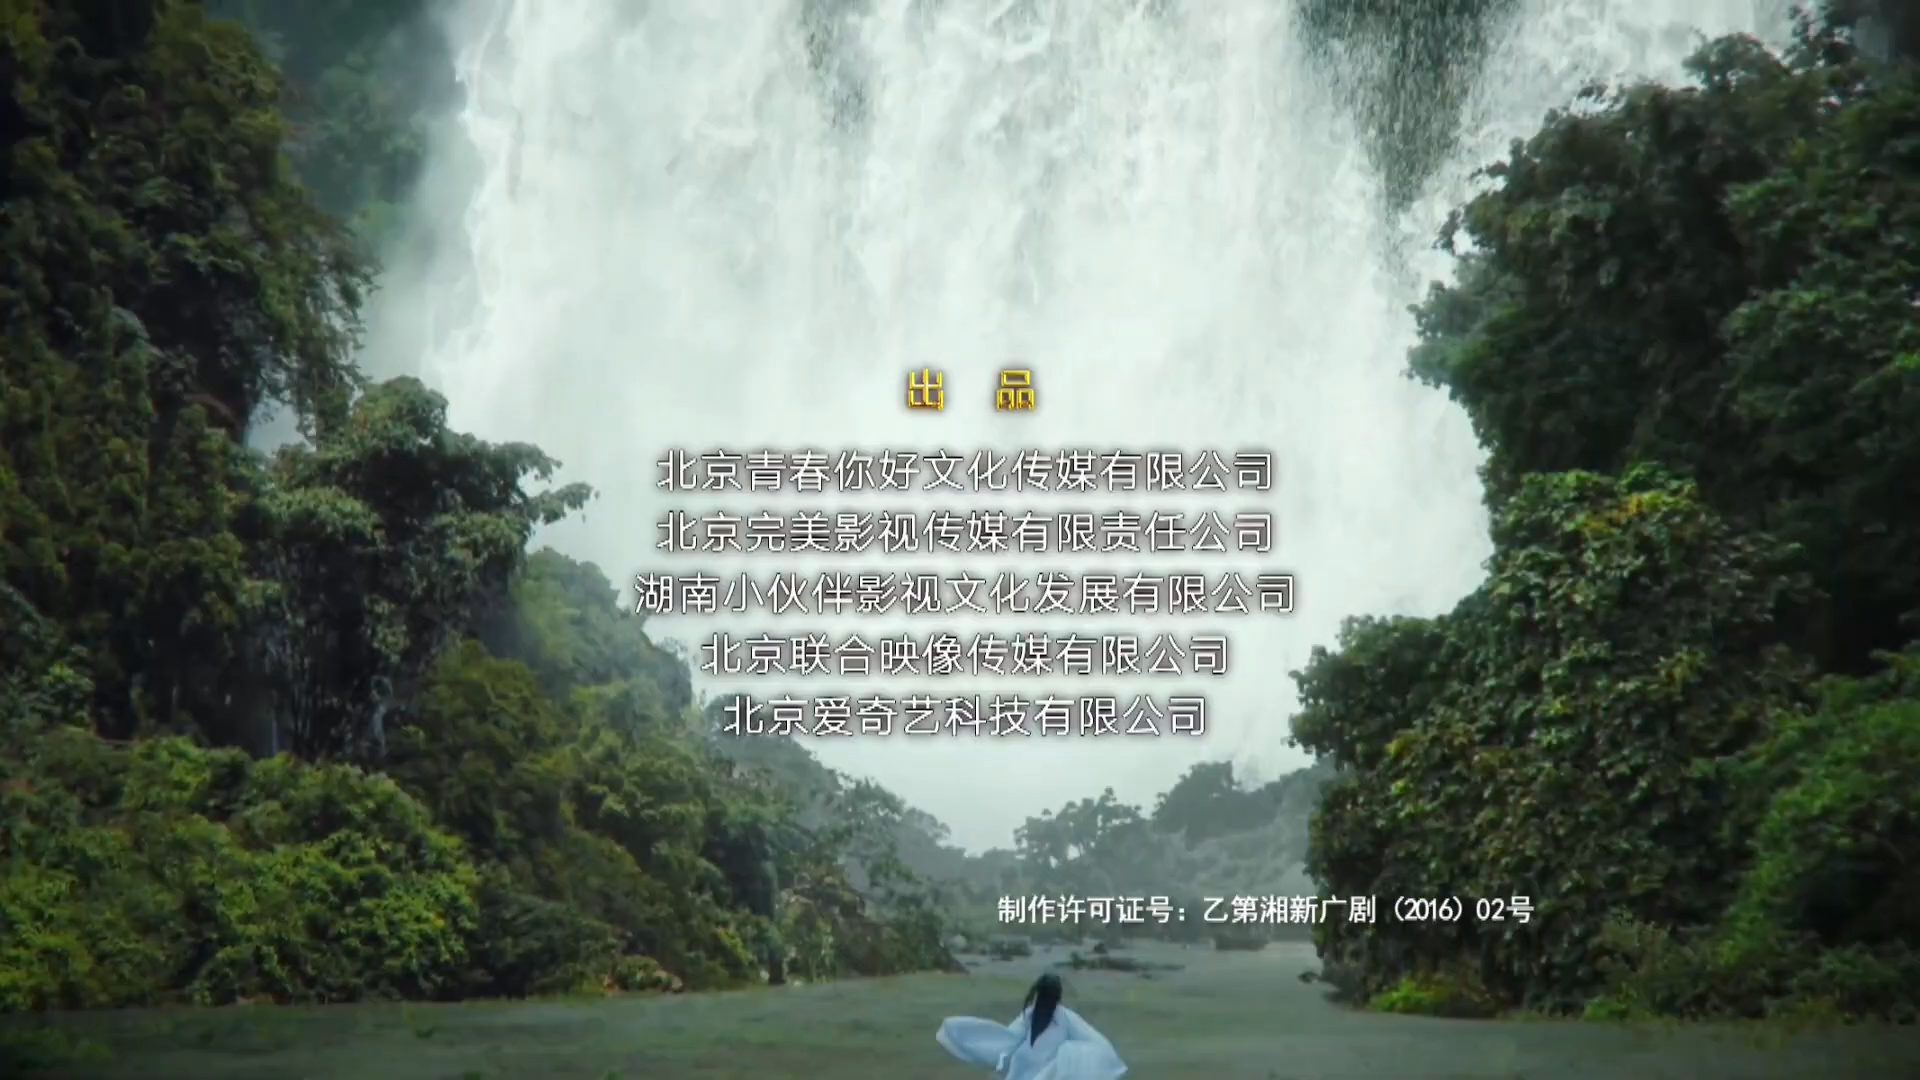 出 品
北京青春你好文化传媒有限公司
北京完美影视传媒有限责任公司
湖南小伙伴影视文化发展有限公司
北京联合映像传媒有限公司
北京爱奇艺科技有限公司
制作许可证号：乙第湘新广剧（2016）02号